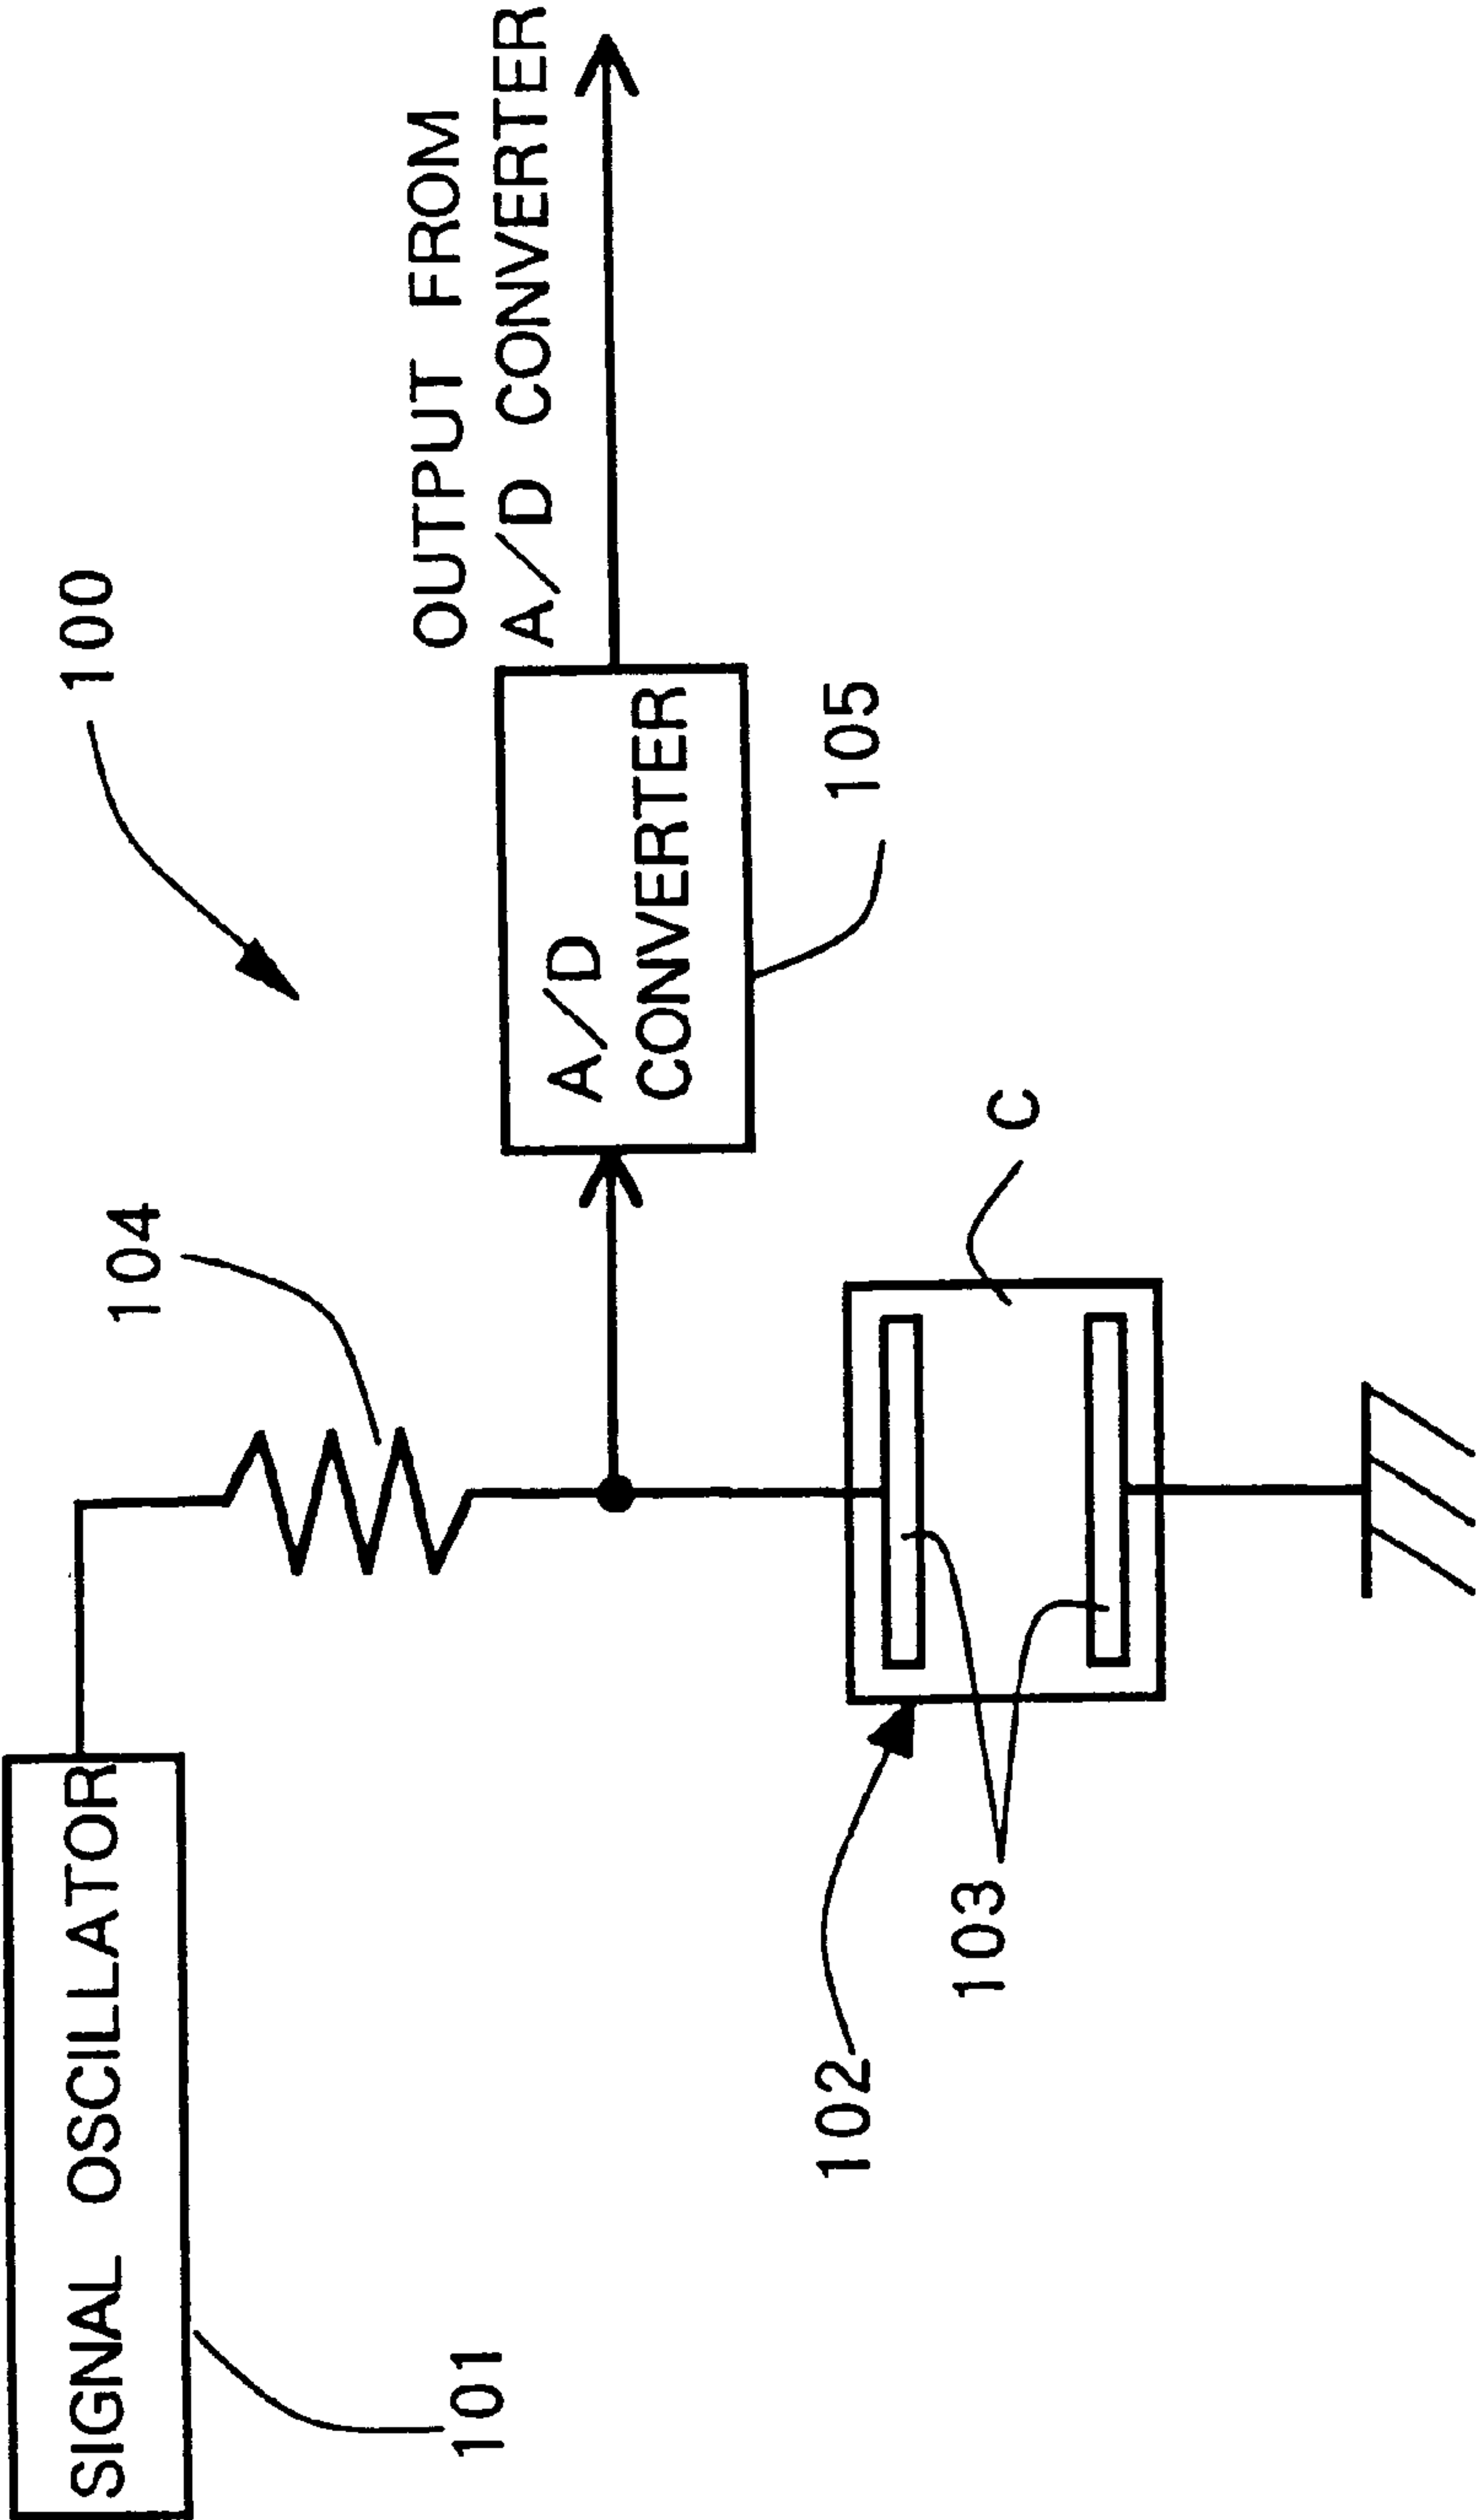 100
OUTPUT FROM
A/D CONVERTER
SIGNAL OSCILLATOR
104
A/D
CONVERTER
101
105
102
103
C